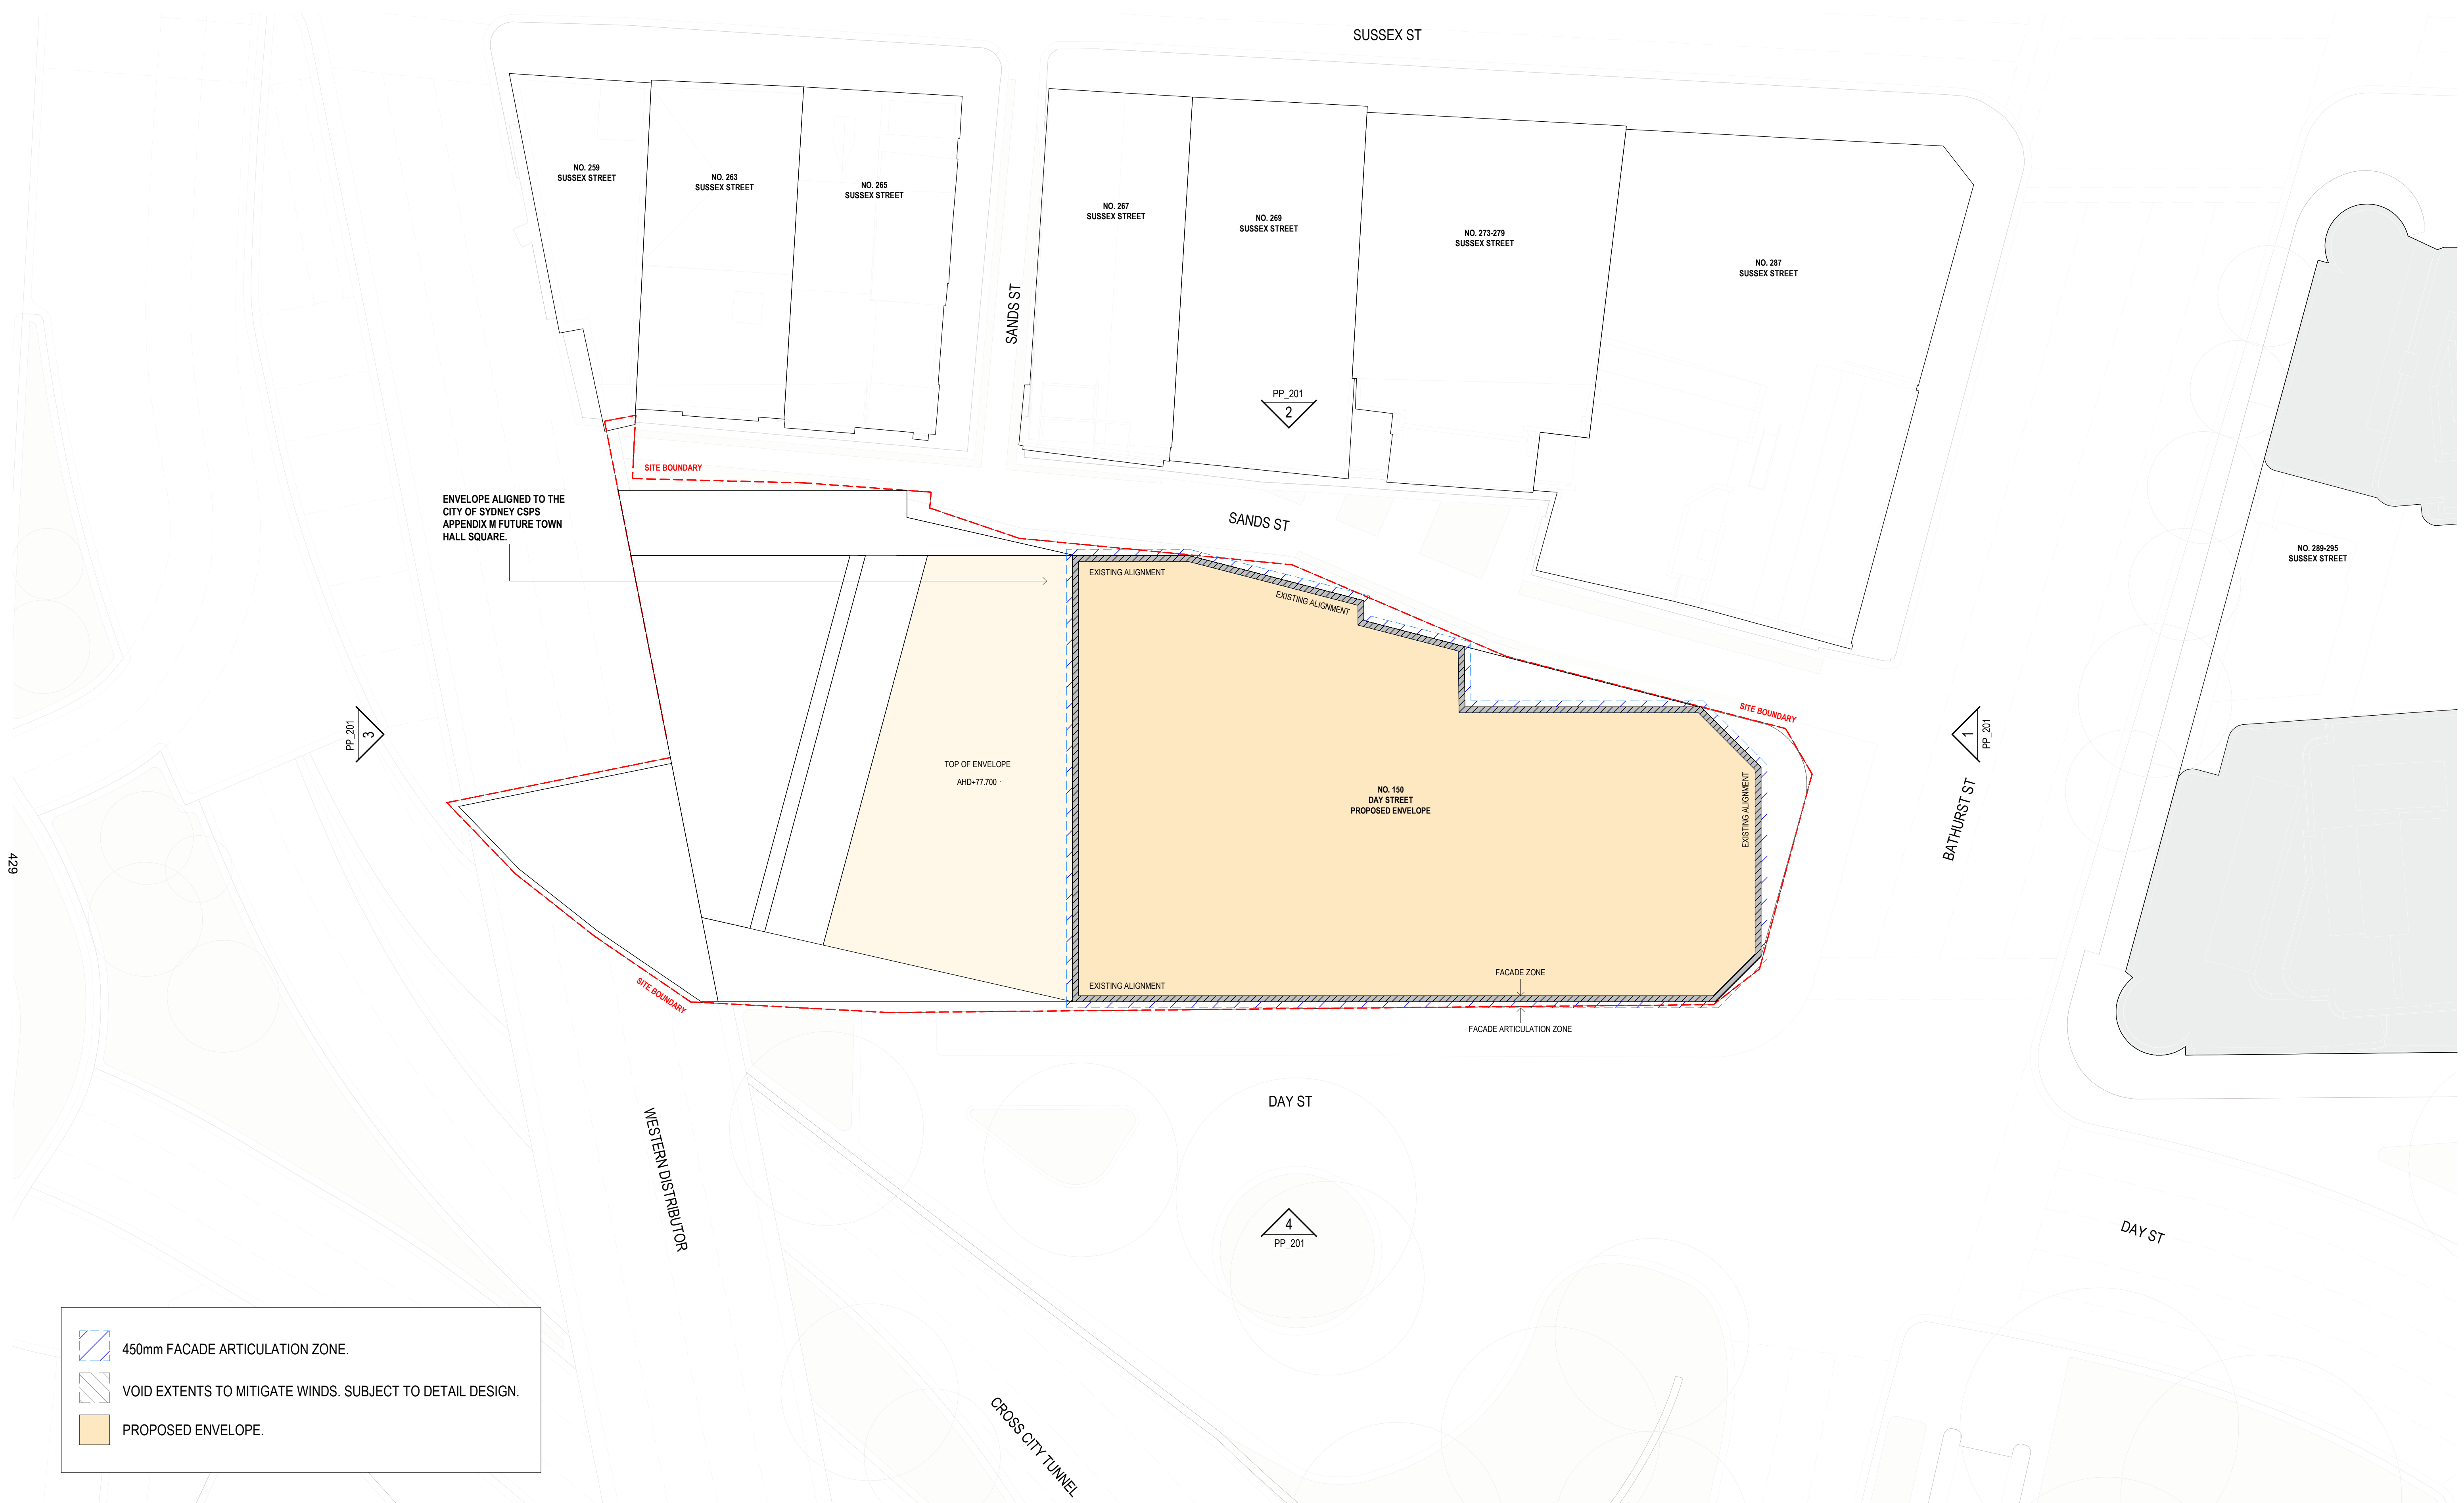 SUSSEX ST
NO. 259
SUSSEX STREET
NO. 263
SUSSEX STREET
NO. 265
SUSSEX STREET
NO. 267
SUSSEX STREET
NO. 269
SUSSEX STREET
NO. 273-279
SUSSEX STREET
NO. 287
SUSSEX STREET
SANDS ST
PP_201
2
SITE BOUNDARY
ENVELOPE ALIGNED TO THE
CITY OF SYDNEY CSPS
APPENDIX M FUTURE TOWN
HALL SQUARE.
SANDS ST
NO. 289-295
SUSSEX STREET
EXISTING ALIGNMENT
EXISTING ALIGNMENT
SITE BOUNDARY
PP_201
3
1
PP_201
TOP OF ENVELOPE
AHD+77.700
NO. 150
DAY STREET
PROPOSED ENVELOPE
EXISTING ALIGNMENT
BATHURST ST
429
FACADE ZONE
EXISTING ALIGNMENT
SITE BOUNDARY
FACADE ARTICULATION ZONE
DAY ST
WESTERN DISTRIBUTOR
4
PP_201
DAY ST
450mm FACADE ARTICULATION ZONE.
VOID EXTENTS TO MITIGATE WINDS. SUBJECT TO DETAIL DESIGN.
PROPOSED ENVELOPE.
CROSS CITY TUNNEL